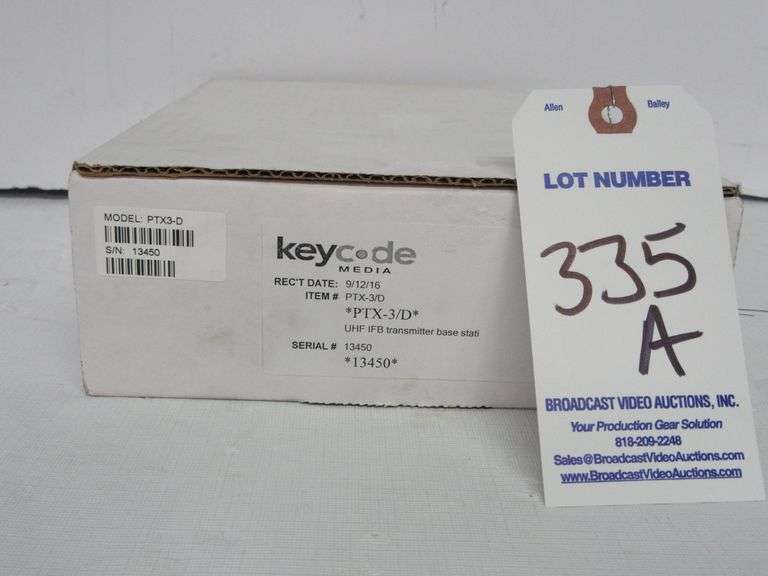 MODEL: PTX3-D
S/N: 13450
keycode
MEDIA
REC'T DATE: 9/12/16
ITEM # PTX-3/D
*PTX-3/D*
UHF IFB transmitter base stati
SERIAL # 13450
*13450*
Allen Bailey
LOT NUMBER
335
A
BROADCAST VIDEO AUCTIONS, INC.
Your Production Gear Solution
818-209-2248
Sales@BroadcastVideoAuctions.com
www.BroadcastVideoAuctions.com